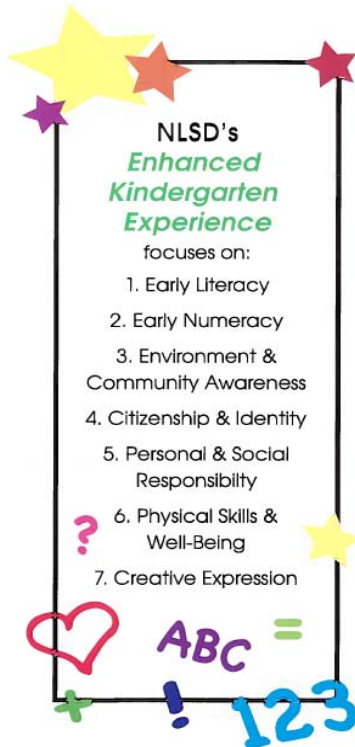 NLSD's
Enhanced
Kindergarten
Experience
focuses on:
1. Early Literacy
2. Early Numeracy
3. Environment &
Community Awareness
4. Citizenship & Identity
5. Personal & Social
Responsibilty
6. Physical Skills &
Well-Being
7. Creative Expression
?
ABC
=
+
!
123